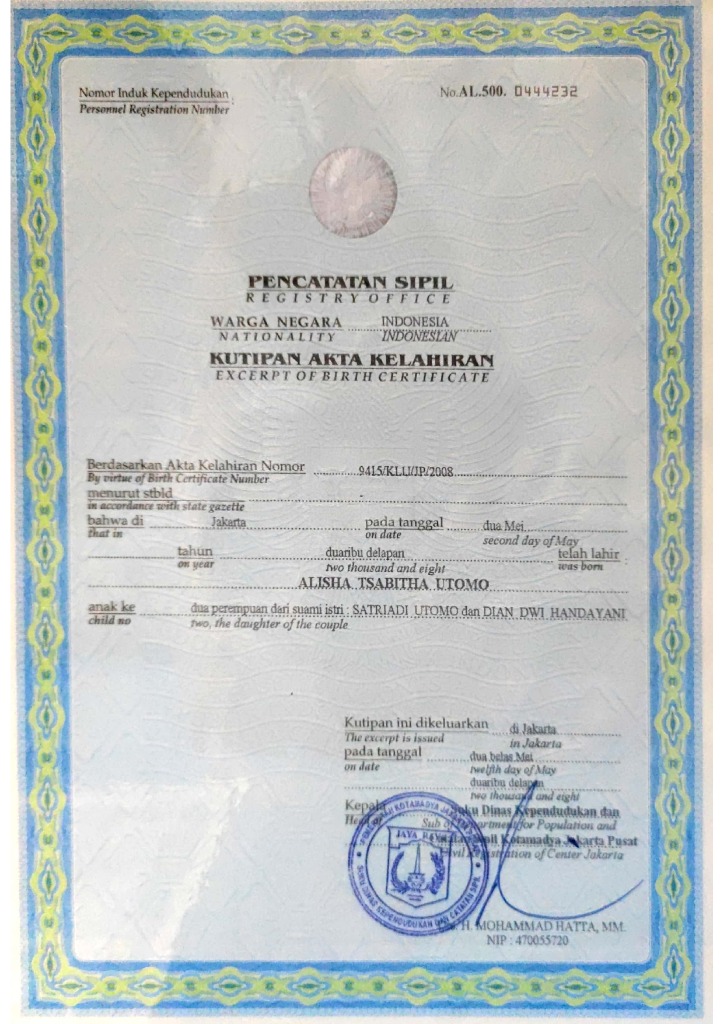 Nomor Induk Kependudukan :
Personnel Registration Number
No.AL.500. 0444232
PENCATATAN SIPIL
REGISTRY OFFICE
WARGA NEGARA INDONESIA
NATIONALITY INDONESIAN
KUTIPAN AKTA KELAHIRAN
EXCERPT OF BIRTH CERTIFICATE
Berdasarkan Akta Kelahiran Nomor 9415/KLU/JP/2008
By virtue of Birth Certificate Number
menurut stbld -
in accordance with state gazette
bahwa di Jakarta pada tanggal dua Mei
that in on date second day of May
tahun duaribu delapan telah lahir
on year two thousand and eight was born
ALISHA TSABITHA UTOMO
anak ke dua perempuan dari suami istri : SATRIADI UTOMO dan DIAN DWI HANDAYANI
child no two, the daughter of the couple
Kutipan ini dikeluarkan di Jakarta
The excerpt is issued in Jakarta
pada tanggal dua belas Mei
on date twelfth day of May
duaribu delapan
two thousand and eight
Kepala Suku Dinas Kependudukan dan
Head of Sub Department for Population and
Kotamadya Jakarta Pusat
Civil Registration of Center Jakarta
JAYA RAYA
SUKU DINAS KEPENDUDUKAN DAN CATATAN SIPIL
H. MOHAMMAD HATTA, MM.
NIP : 470055720